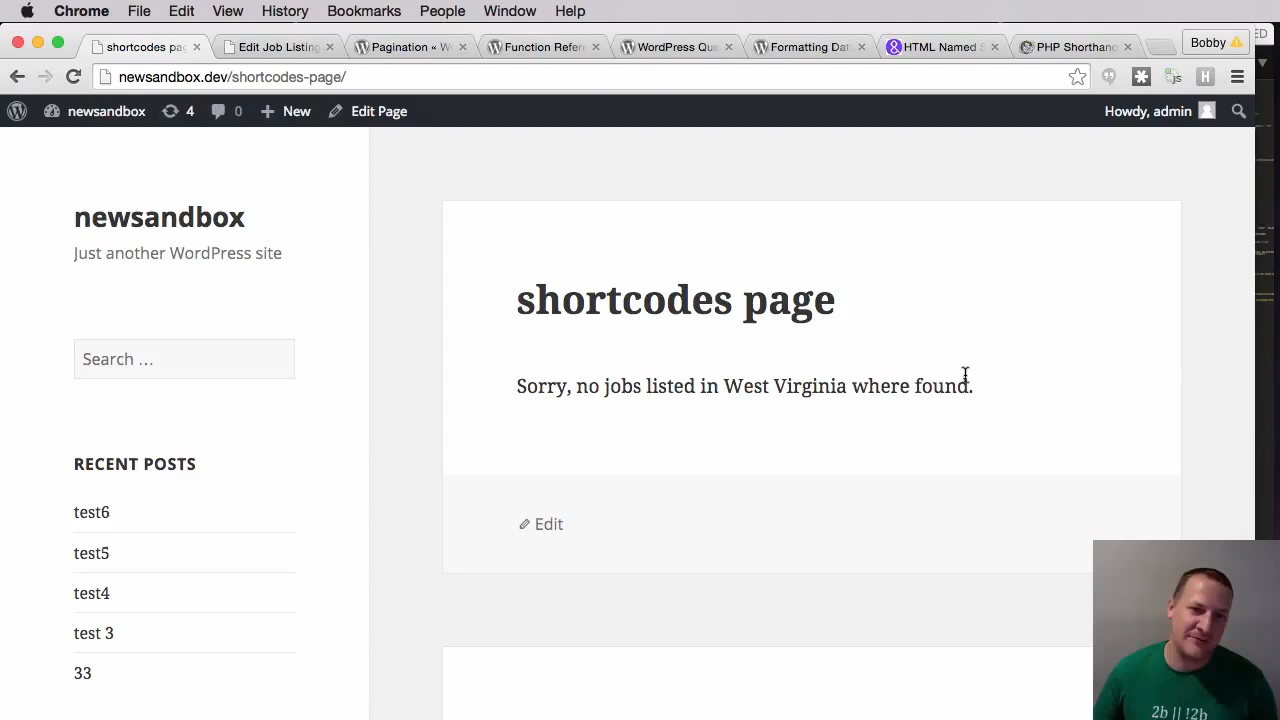 Chrome File Edit View History Bookmarks People Window Help
shortcodes pag Edit Job Listing Pagination « W Function Refer WordPress Qu Formatting Dat HTML Named S PHP Shorthan Bobby
newsandbox.dev/shortcodes-page/
newsandbox 4 0 New Edit Page Howdy, admin
newsandbox
Just another WordPress site
shortcodes page
Search …
Sorry, no jobs listed in West Virginia where found.
RECENT POSTS
test6
Edit
test5
test4
test 3
33
2b || !2b